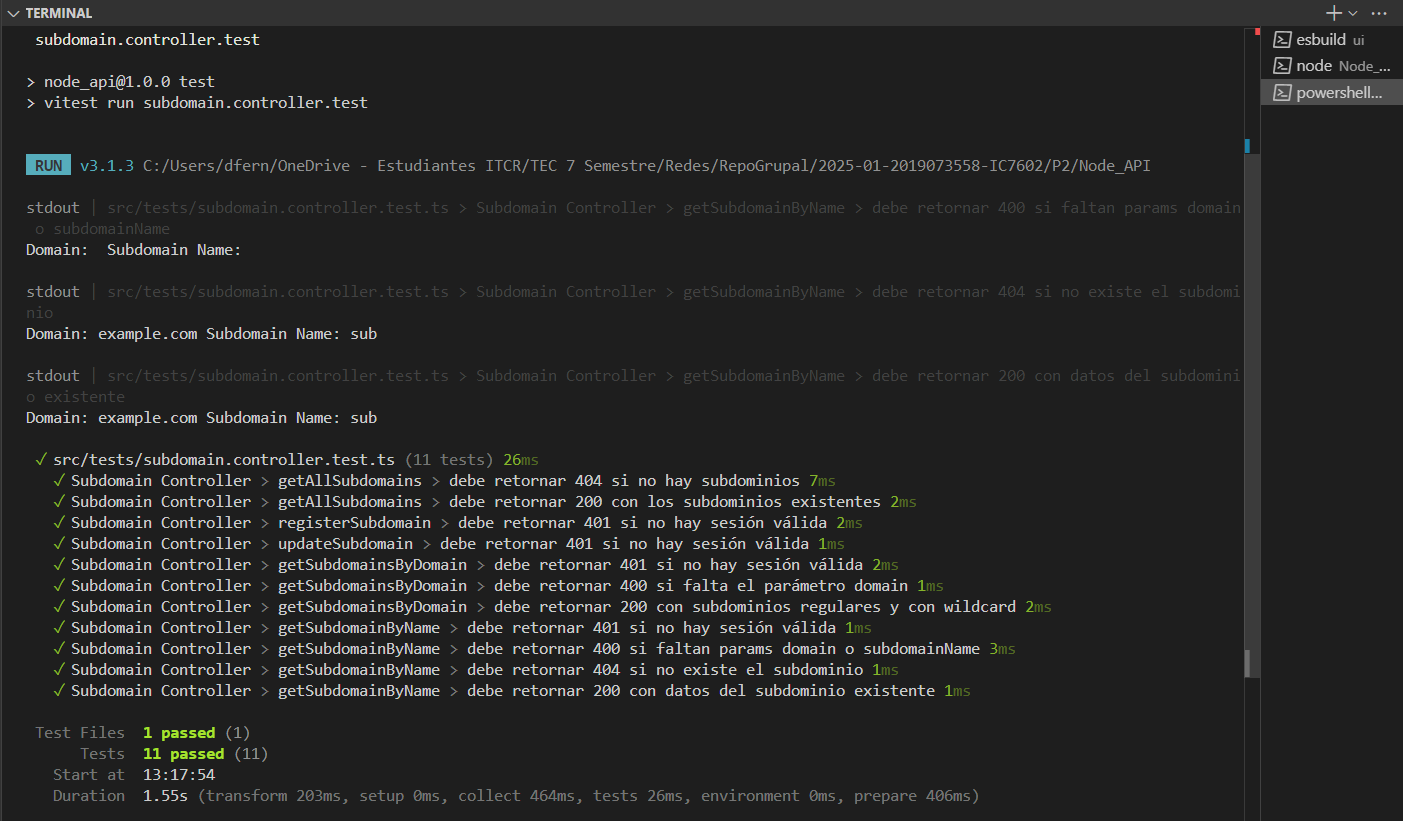 TERMINAL
subdomain.controller.test
> node_api@1.0.0 test
> vitest run subdomain.controller.test
RUN v3.1.3 C:/Users/dfern/OneDrive - Estudiantes ITCR/TEC 7 Semestre/Redes/RepoGrupal/2025-01-2019073558-IC7602/P2/Node_API
stdout | src/tests/subdomain.controller.test.ts > Subdomain Controller > getSubdomainByName > debe retornar 400 si faltan params domain
o subdomainName
Domain:  Subdomain Name:
stdout | src/tests/subdomain.controller.test.ts > Subdomain Controller > getSubdomainByName > debe retornar 404 si no existe el subdomi
nio
Domain: example.com Subdomain Name: sub
stdout | src/tests/subdomain.controller.test.ts > Subdomain Controller > getSubdomainByName > debe retornar 200 con datos del subdomini
o existente
Domain: example.com Subdomain Name: sub
✓ src/tests/subdomain.controller.test.ts (11 tests) 26ms
✓ Subdomain Controller > getAllSubdomains > debe retornar 404 si no hay subdominios 7ms
✓ Subdomain Controller > getAllSubdomains > debe retornar 200 con los subdominios existentes 2ms
✓ Subdomain Controller > registerSubdomain > debe retornar 401 si no hay sesión válida 2ms
✓ Subdomain Controller > updateSubdomain > debe retornar 401 si no hay sesión válida 1ms
✓ Subdomain Controller > getSubdomainsByDomain > debe retornar 401 si no hay sesión válida 2ms
✓ Subdomain Controller > getSubdomainsByDomain > debe retornar 400 si falta el parámetro domain 1ms
✓ Subdomain Controller > getSubdomainsByDomain > debe retornar 200 con subdominios regulares y con wildcard 2ms
✓ Subdomain Controller > getSubdomainByName > debe retornar 401 si no hay sesión válida 1ms
✓ Subdomain Controller > getSubdomainByName > debe retornar 400 si faltan params domain o subdomainName 3ms
✓ Subdomain Controller > getSubdomainByName > debe retornar 404 si no existe el subdominio 1ms
✓ Subdomain Controller > getSubdomainByName > debe retornar 200 con datos del subdominio existente 1ms
Test Files 1 passed (1)
Tests 11 passed (11)
Start at 13:17:54
Duration 1.55s (transform 203ms, setup 0ms, collect 464ms, tests 26ms, environment 0ms, prepare 406ms)
esbuild ui
node Node_...
powershell...